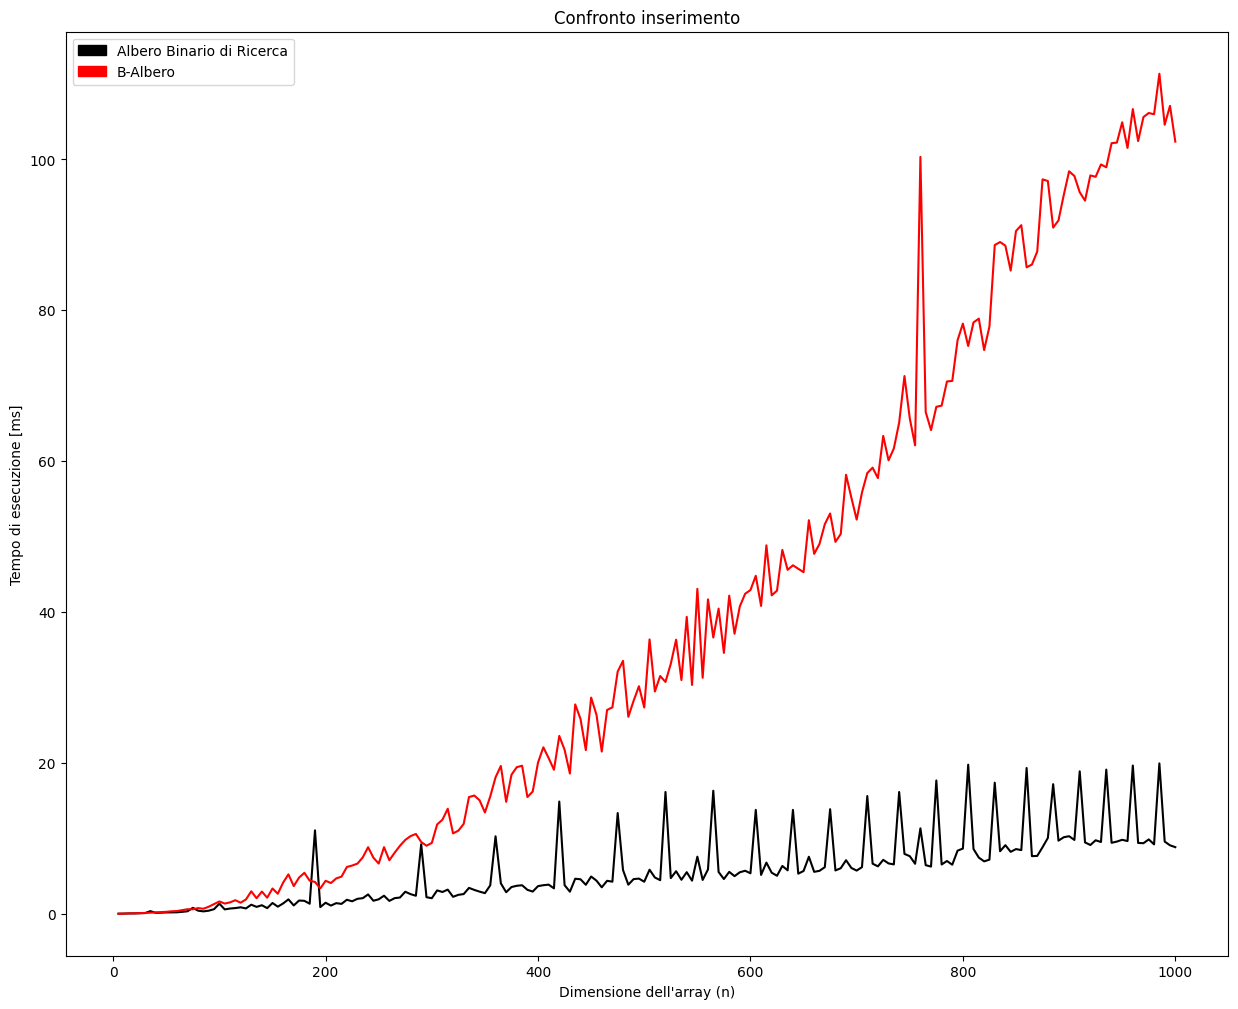 Confronto inserimento
Albero Binario di Ricerca
B-Albero
Tempo di esecuzione [ms]
100
80
60
40
20
0
0 200 400 600 800 1000
Dimensione dell'array (n)